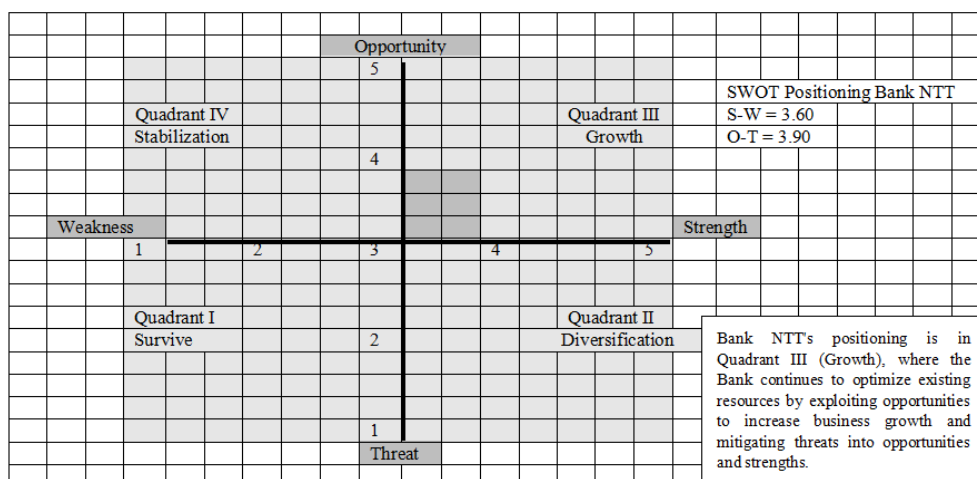 Opportunity
5
SWOT Positioning Bank NTT
Quadrant IV
Quadrant III
S-W = 3.60
Stabilization
Growth
O-T = 3.90
4
Weakness
Strength
1
2
3
4
5
Quadrant I
Quadrant II
Survive
2
Diversification
Bank NTT's positioning is in
Quadrant III (Growth), where the
Bank continues to optimize existing
resources by exploiting opportunities
to increase business growth and
mitigating threats into opportunities
and strengths.
1
Threat